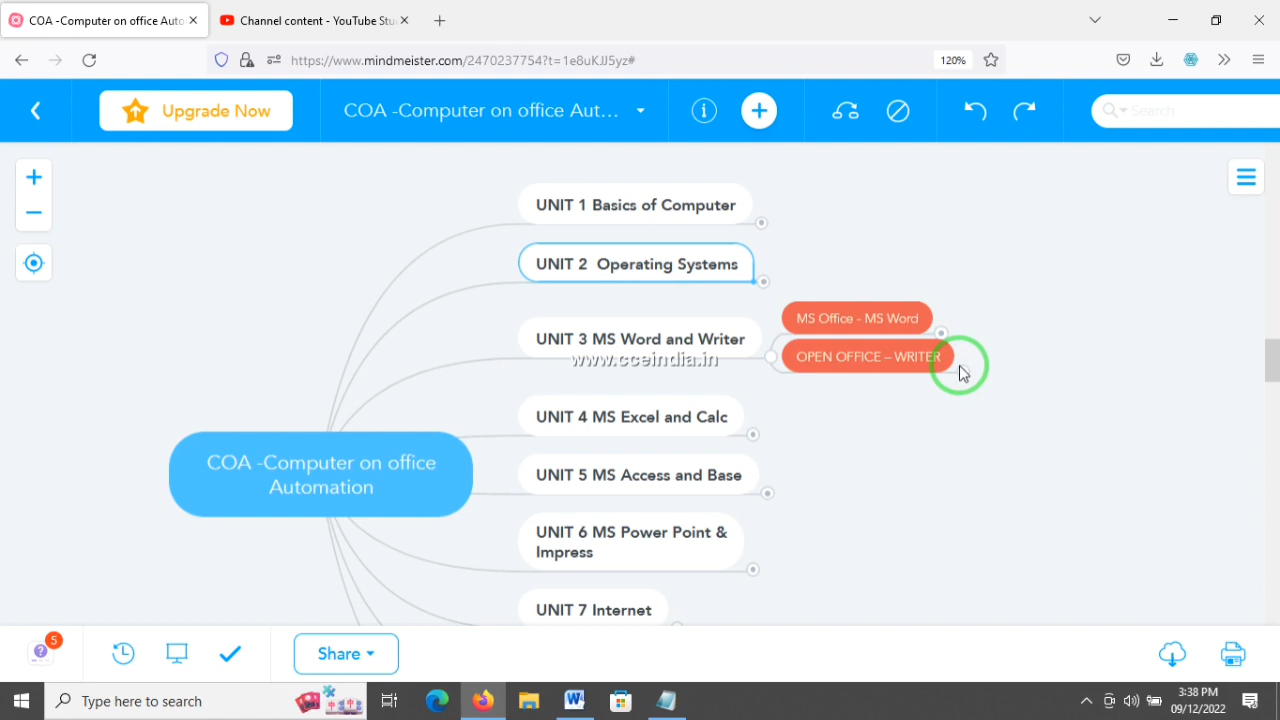 COA -Computer on office Auto
Channel content - YouTube Stu
https://www.mindmeister.com/2470237754?t=1e8uKJJ5yz#
120%
Upgrade Now
COA -Computer on office Aut...
Search
UNIT 1 Basics of Computer
UNIT 2 Operating Systems
MS Office - MS Word
UNIT 3 MS Word and Writer
OPEN OFFICE – WRITER
www.cceindia.in
UNIT 4 MS Excel and Calc
COA -Computer on office
Automation
UNIT 5 MS Access and Base
UNIT 6 MS Power Point &
Impress
UNIT 7 Internet
5
Share
Type here to search
3:38 PM
09/12/2022